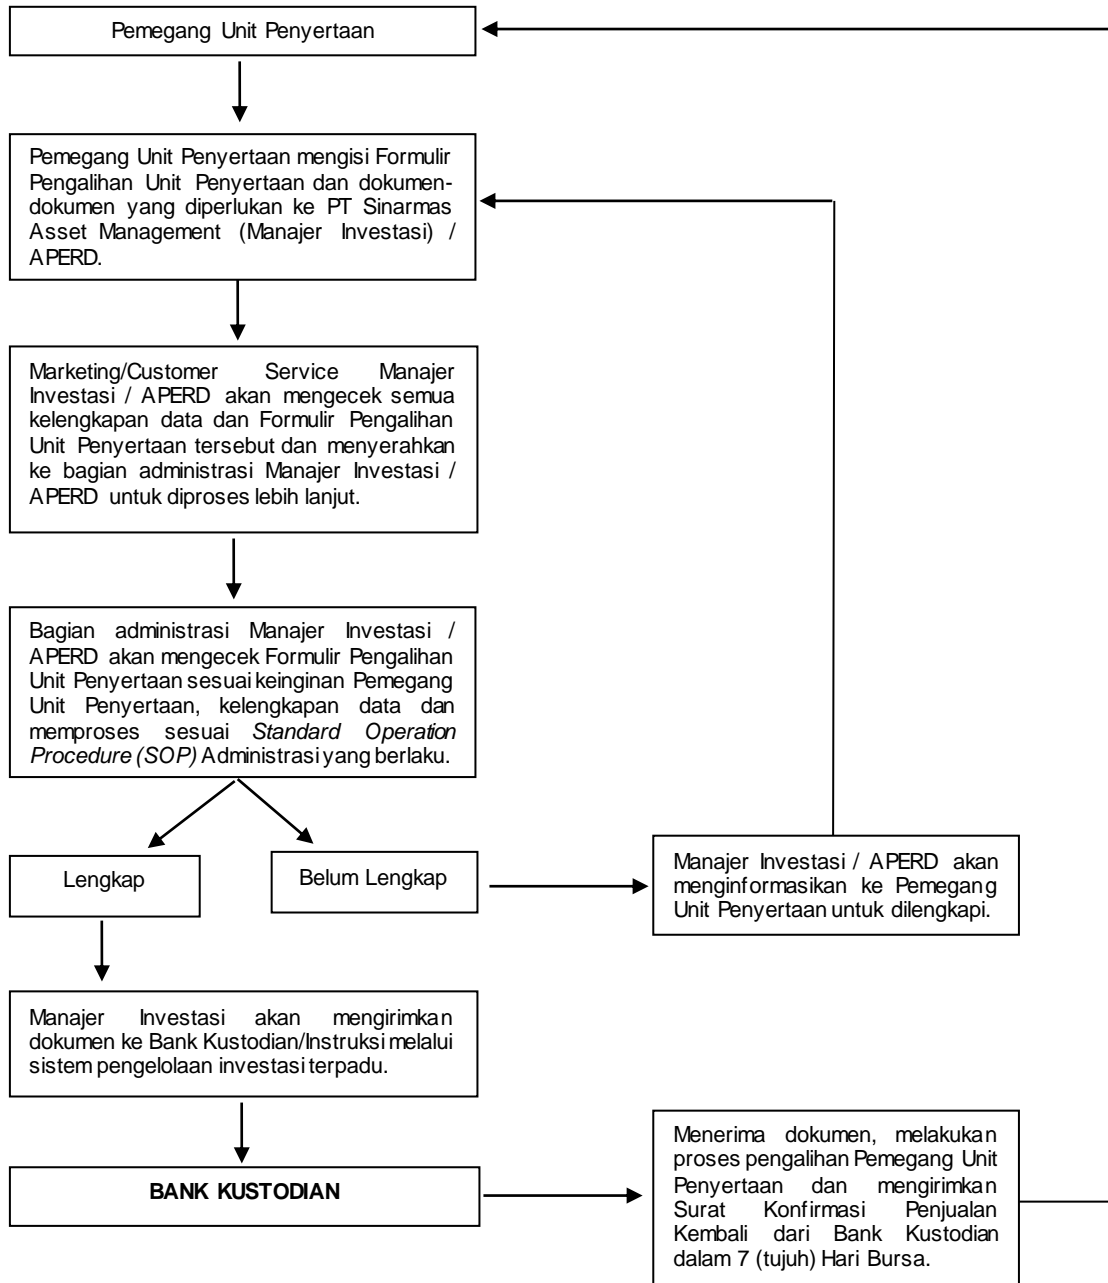 Pemegang Unit Penyertaan
Pemegang Unit Penyertaan mengisi Formulir
Pengalihan Unit Penyertaan dan dokumen-
dokumen yang diperlukan ke PT Sinarmas
Asset Management (Manajer Investasi) /
APERD.
Marketing/Customer Service Manajer
Investasi / APERD akan mengecek semua
kelengkapan data dan Formulir Pengalihan
Unit Penyertaan tersebut dan menyerahkan
ke bagian administrasi Manajer Investasi /
APERD untuk diproses lebih lanjut.
Bagian administrasi Manajer Investasi /
APERD akan mengecek Formulir Pengalihan
Unit Penyertaan sesuai keinginan Pemegang
Unit Penyertaan, kelengkapan data dan
memproses sesuai Standard Operation
Procedure (SOP) Administrasi yang berlaku.
Lengkap
Belum Lengkap
Manajer Investasi / APERD akan
menginformasikan ke Pemegang
Unit Penyertaan untuk dilengkapi.
Manajer Investasi akan mengirimkan
dokumen ke Bank Kustodian/Instruksi melalui
sistem pengelolaan investasi terpadu.
BANK KUSTODIAN
Menerima dokumen, melakukan
proses pengalihan Pemegang Unit
Penyertaan dan mengirimkan
Surat Konfirmasi Penjualan
Kembali dari Bank Kustodian
dalam 7 (tujuh) Hari Bursa.